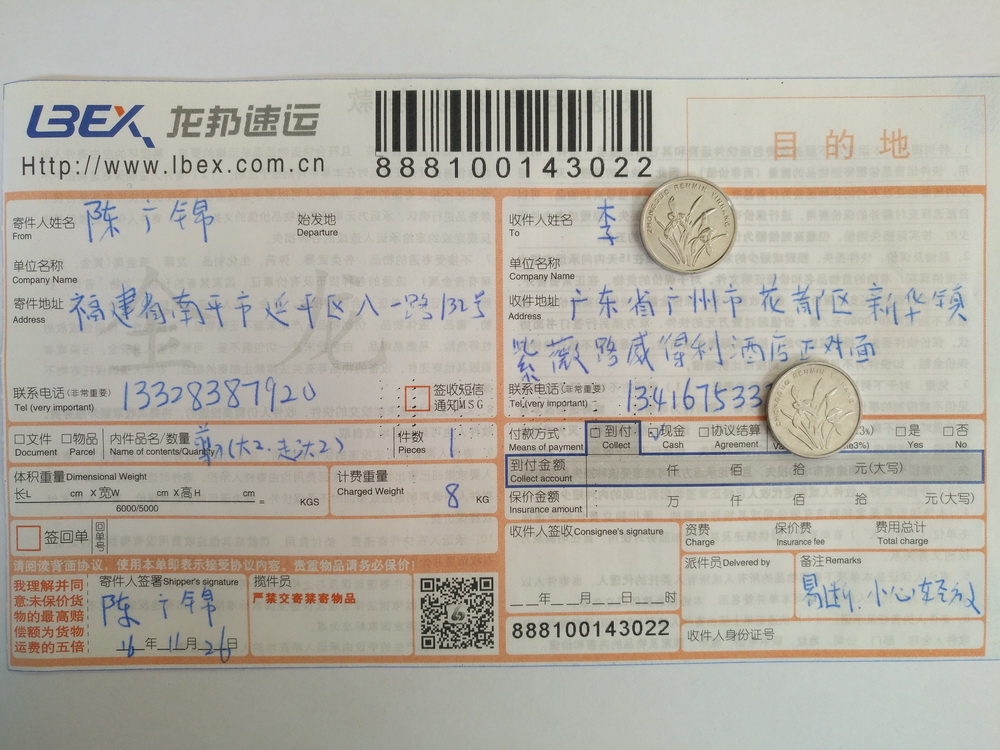 LBEX 龙邦速运
Http://www.lbex.com.cn
888100143022
目的地
寄件人姓名 From 陈广锦 始发地 Departure
单位名称 Company Name
寄件地址 Address 福建省南平市延平区八一路132号
联系电话(非常重要) Tel (very important) 13328387920 签收短信通知MSG
收件人姓名 To 李
单位名称 Company Name
收件地址 Address 广东省广州市花都区新华镇
紫薇路威得利酒店正对面
联系电话(非常重要) Tel,(very important) 1341675333
文件 Document 物品 Parcel 内件品名/数量 Name of contents/Quantity 件数 Pieces 1
付款方式 Means of payment 到付 Collect 现金 Cash 协议结算 Agreement 是 Yes 否 No
体积重量 Dimensional Weight
长L cm X 宽W cm X 高H cm = KGS
6000/5000
计费重量 Charged Weight 8 KG
到付金额 Collect account 仟 佰 拾 元(大写)
保价金额 Insurance amount 万 仟 佰 拾 元(大写)
签回单 回单号
收件人签收 Consignee's signature
年 月 日 时
资费 Charge 保价费 Insurance fee 费用总计 Total charge
请阅读背面协议，使用本单即表示接受协议内容。贵重物品请务必保价!
我理解并同意:未保价货物的最高赔偿额为货物运费的五倍
寄件人签署 Shipper's signature
陈广锦
16年11月26日
揽件员
严禁交寄禁寄物品
派件员 Delivered by
备注 Remarks
易断.小心轻放
888100143022
收件人身份证号